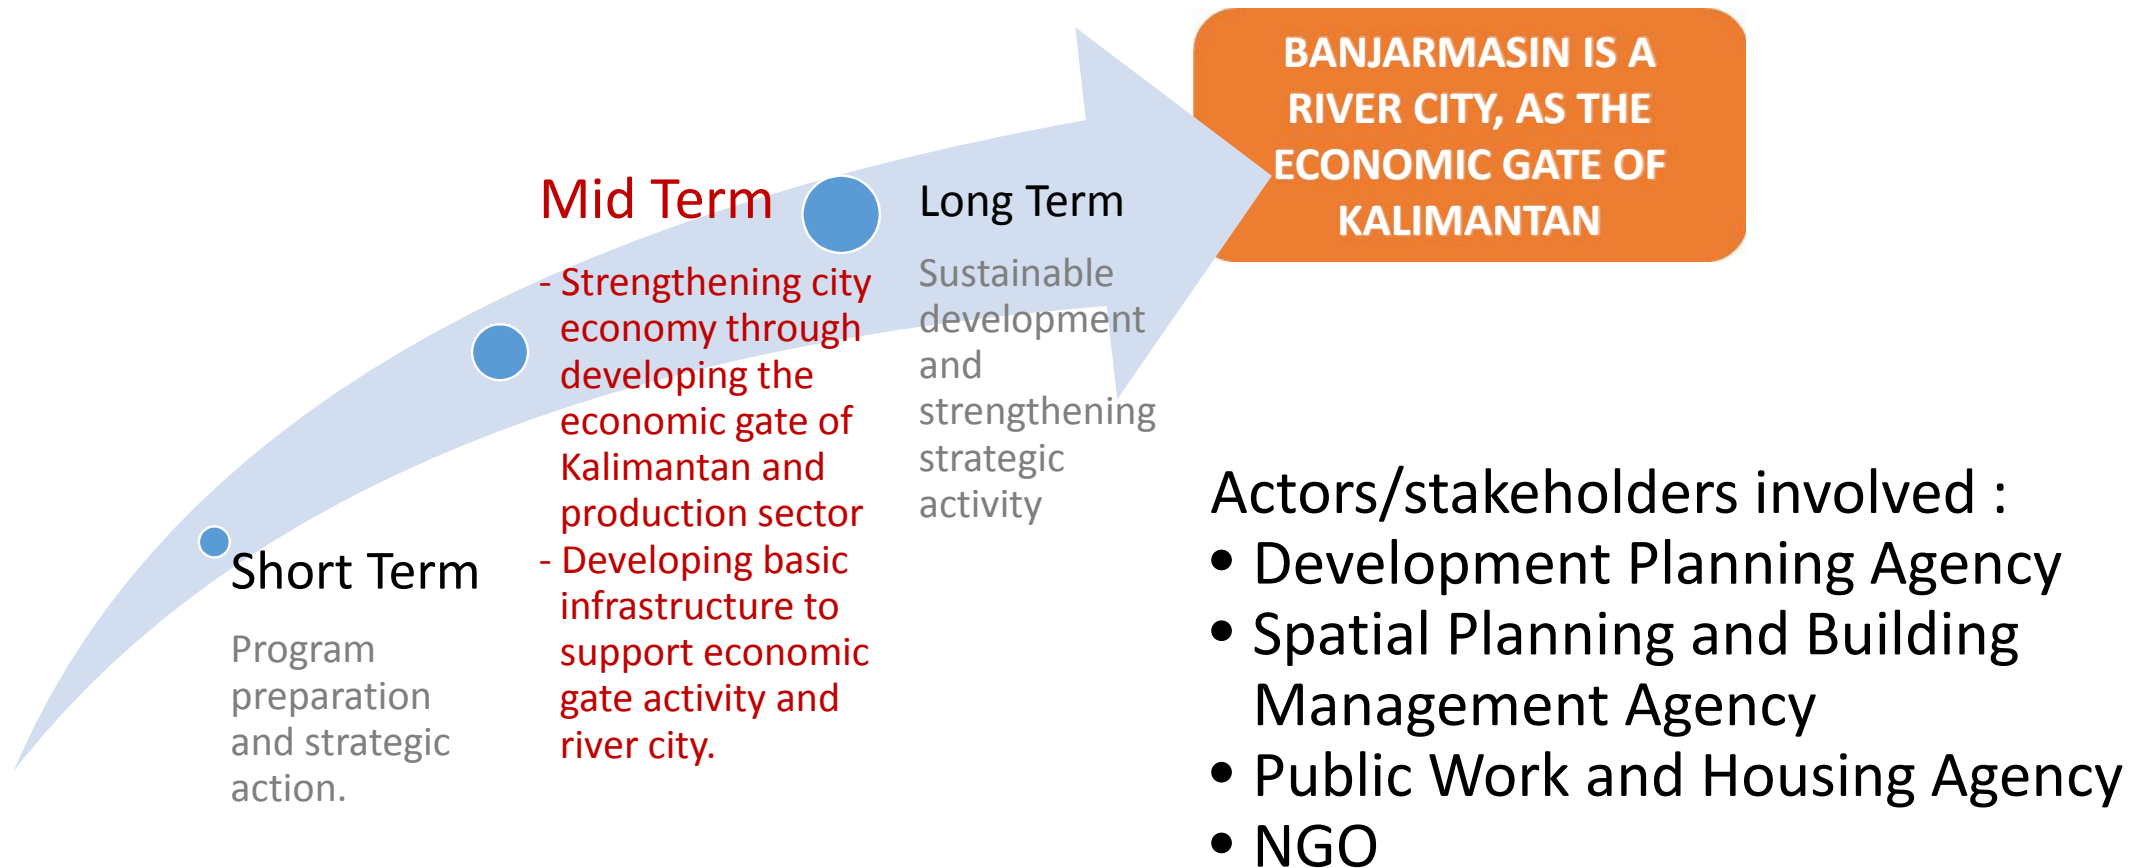 BANJARMASIN IS A
RIVER CITY, AS THE
ECONOMIC GATE OF
KALIMANTAN
Short Term
Program
preparation
and strategic
action.
Mid Term
- Strengthening city
economy through
developing the
economic gate of
Kalimantan and
production sector
- Developing basic
infrastructure to
support economic
gate activity and
river city.
Long Term
Sustainable
development
and
strengthening
strategic
activity
Actors/stakeholders involved :
• Development Planning Agency
• Spatial Planning and Building
Management Agency
• Public Work and Housing Agency
• NGO